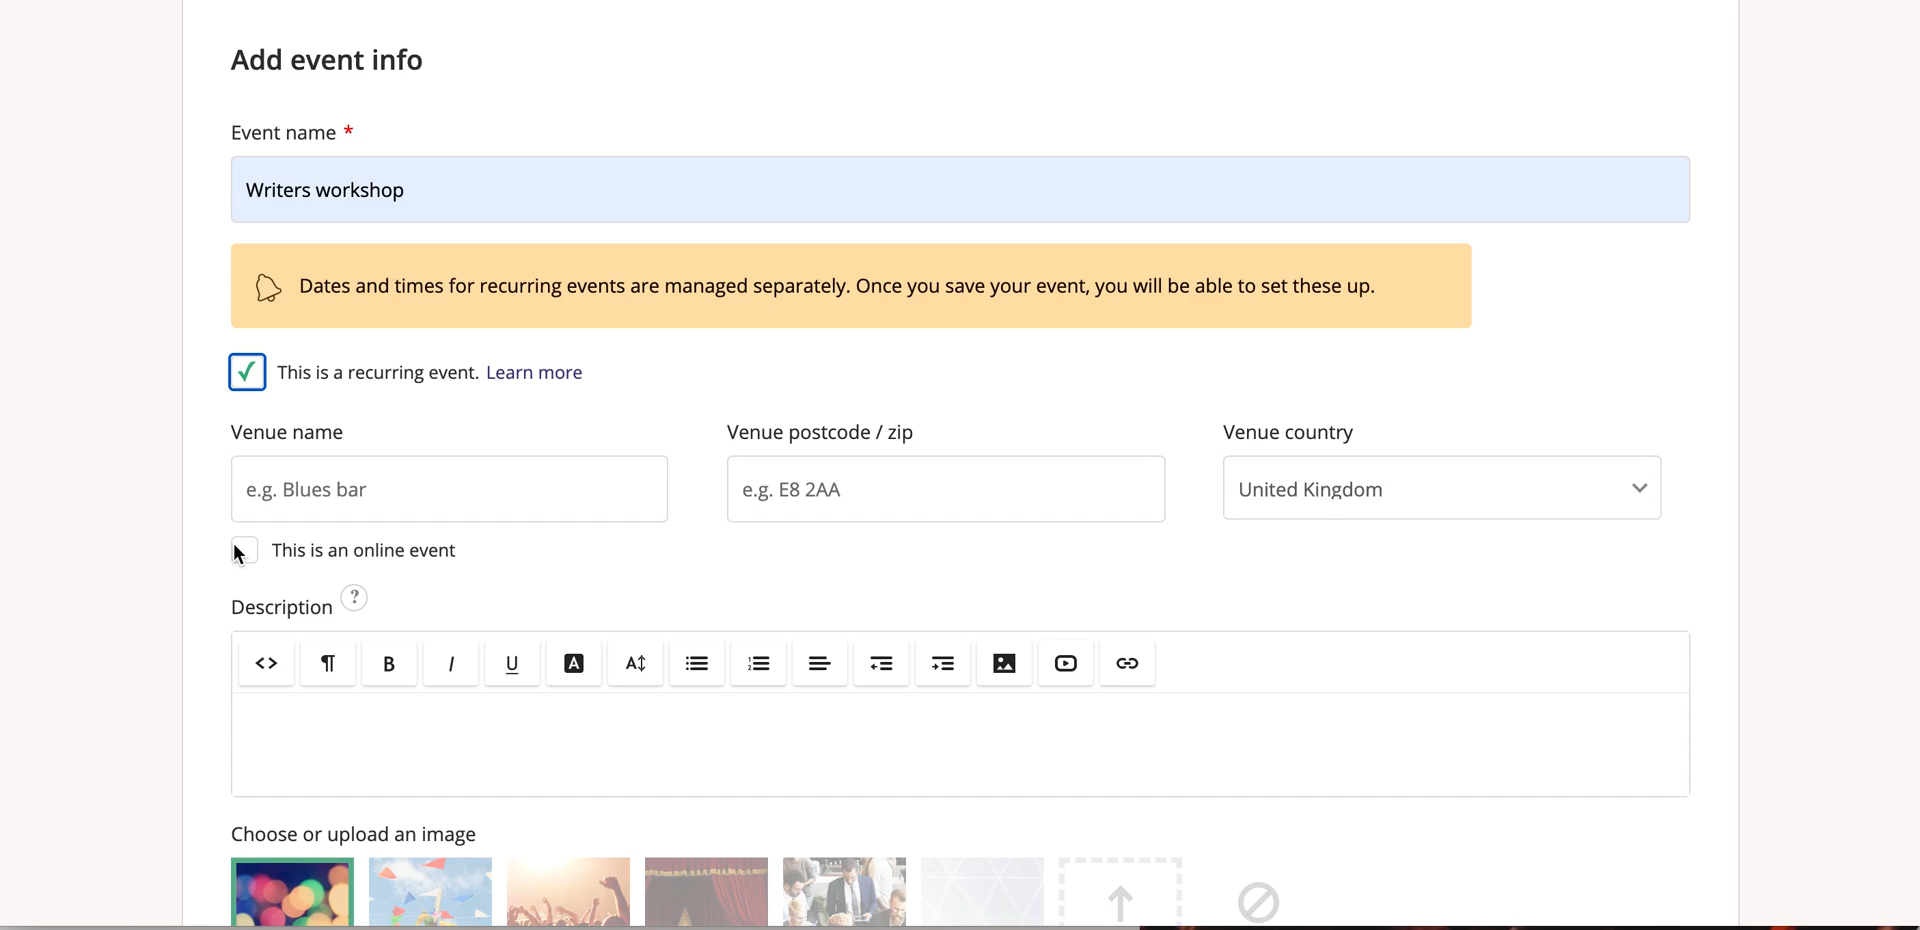 Add event info
Event name *
Writers workshop
Dates and times for recurring events are managed separately. Once you save your event, you will be able to set these up.
This is a recurring event. Learn more
Venue name
Venue postcode / zip
Venue country
e.g. Blues bar
e.g. E8 2AA
United Kingdom
This is an online event
Description ?
<> ¶ B I U A A
Choose or upload an image